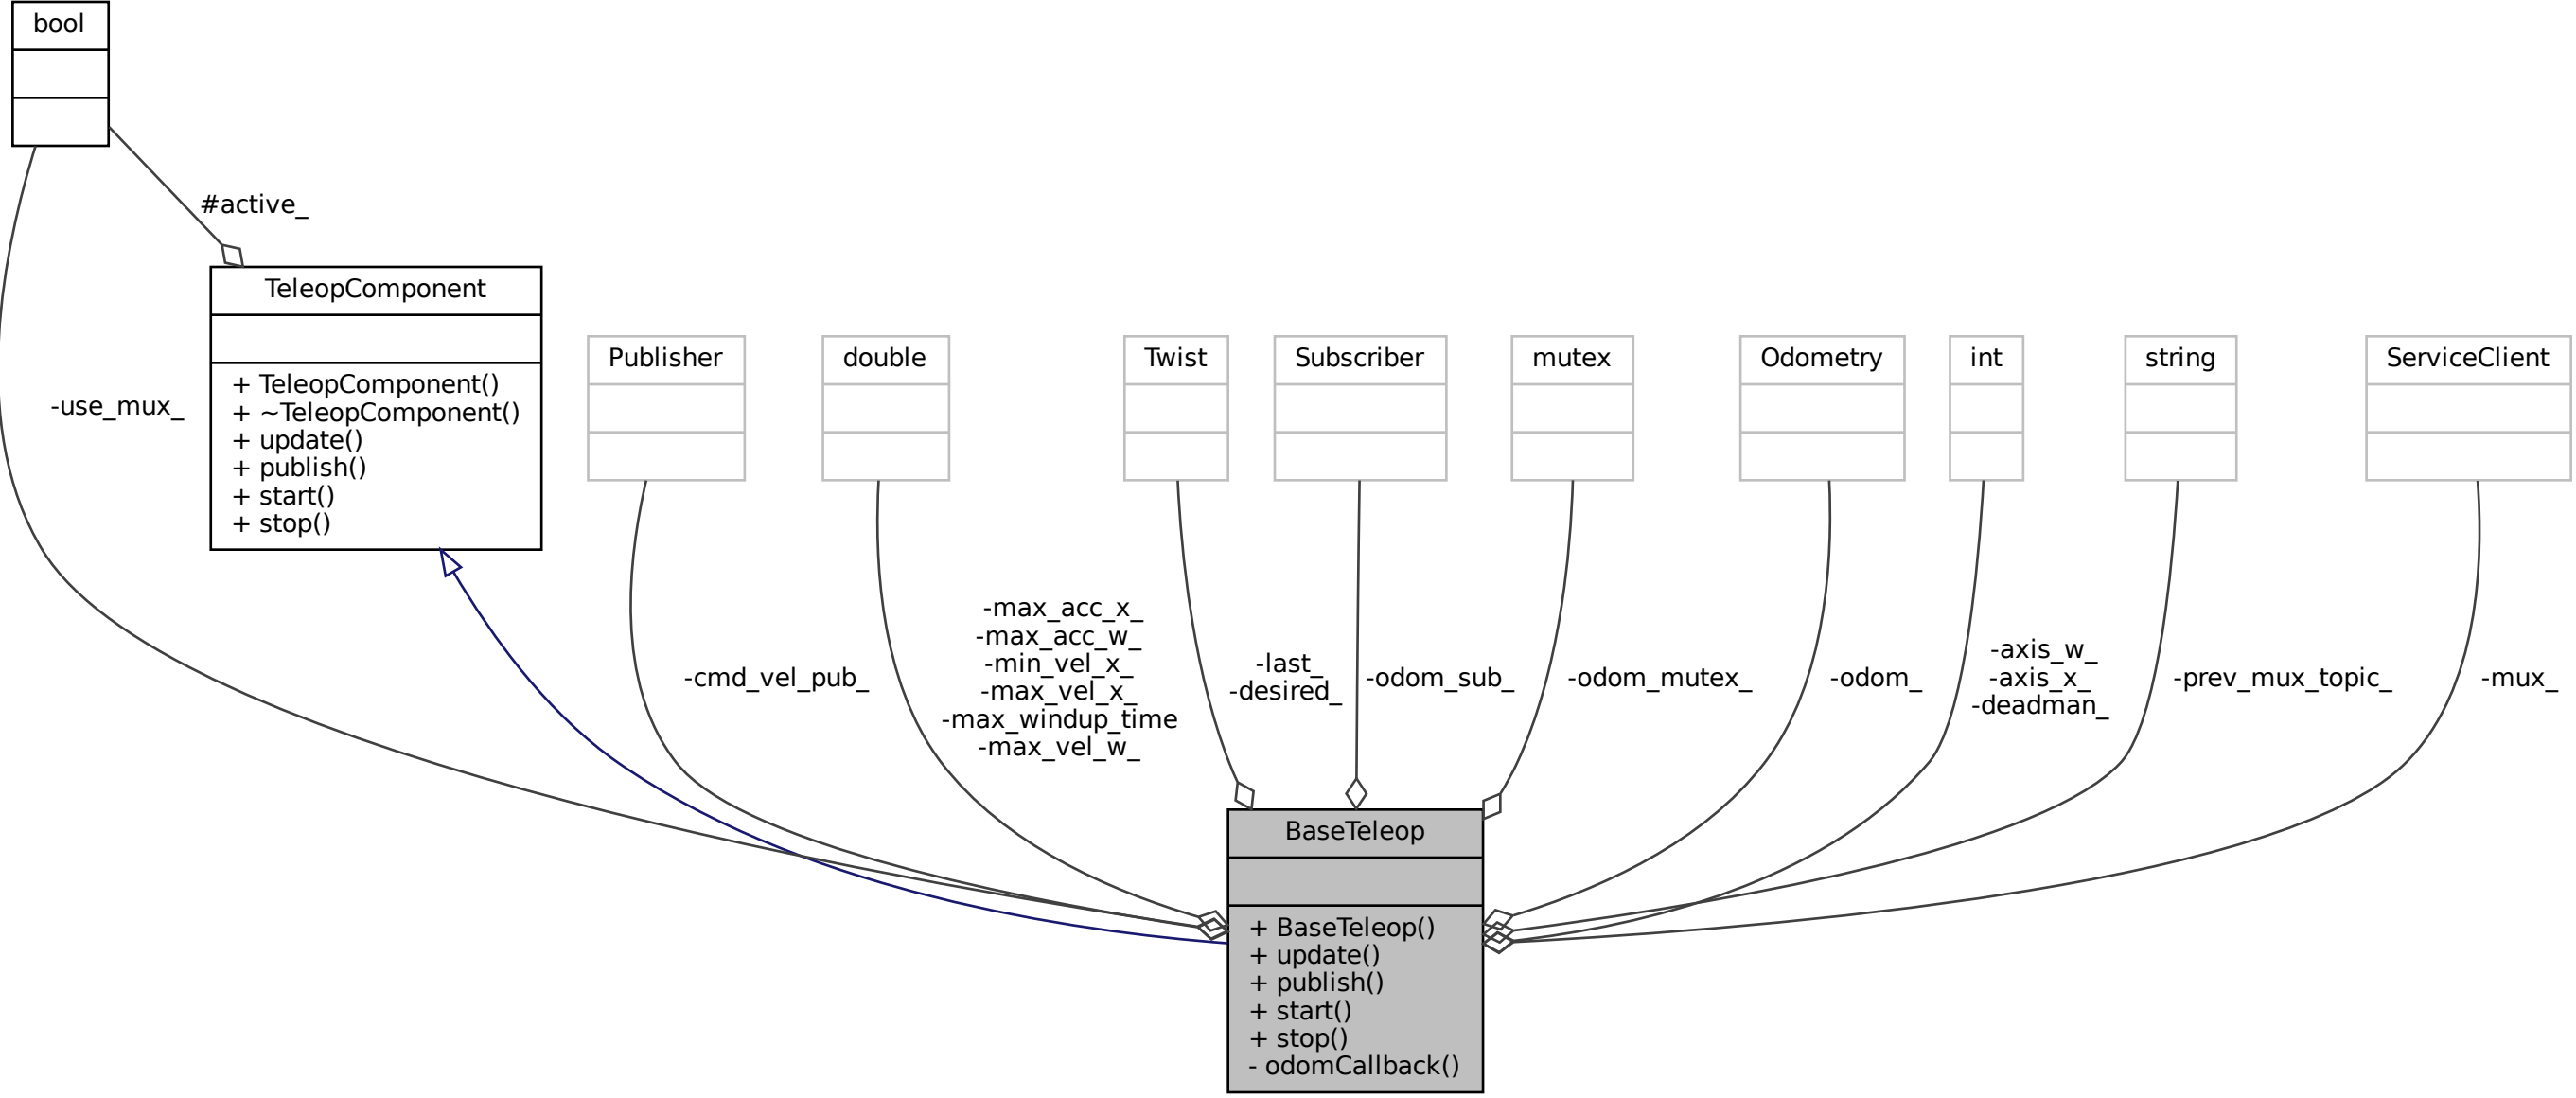 bool
#active_
TeleopComponent
+ TeleopComponent()
+ ~TeleopComponent()
+ update()
+ publish()
+ start()
+ stop()
-use_mux_
Publisher
double
Twist
Subscriber
mutex
Odometry
int
string
ServiceClient
-cmd_vel_pub_
-max_acc_x_
-max_acc_w_
-min_vel_x_
-max_vel_x_
-max_windup_time
-max_vel_w_
-last_
-desired_
-odom_sub_
-odom_mutex_
-odom_
-axis_w_
-axis_x_
-deadman_
-prev_mux_topic_
-mux_
BaseTeleop
+ BaseTeleop()
+ update()
+ publish()
+ start()
+ stop()
- odomCallback()